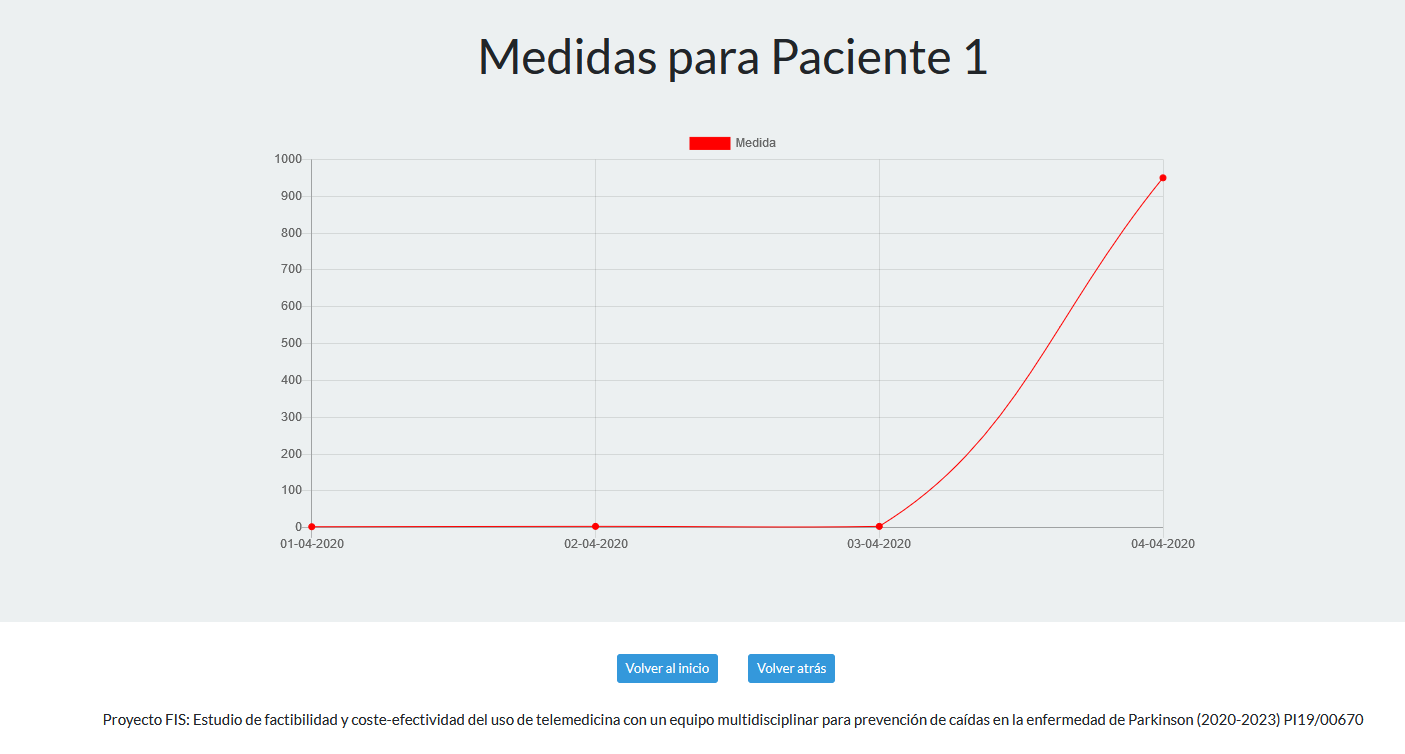 Medidas para Paciente 1
Medida
1000
900
800
700
600
500
400
300
200
100
0
01-04-2020 02-04-2020 03-04-2020 04-04-2020
Volver al inicio Volver atrás
Proyecto FIS: Estudio de factibilidad y coste-efectividad del uso de telemedicina con un equipo multidisciplinar para prevención de caídas en la enfermedad de Parkinson (2020-2023) PI19/00670